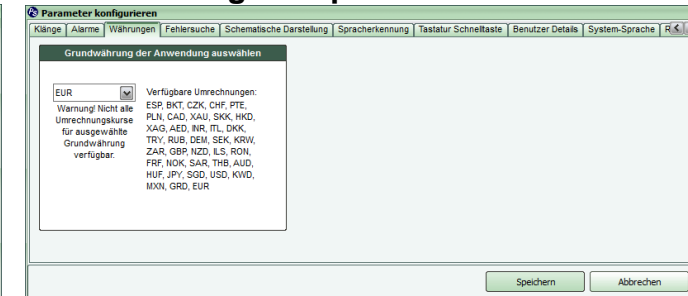 Parameter konfigurieren
Klänge Alarme Währungen Fehlersuche Schematische Darstellung Spracherkennung Tastatur Schnelltaste Benutzer Details System-Sprache
Grundwährung der Anwendung auswählen
EUR
Warnung! Nicht alle
Umrechnungskurse
für ausgewählte
Grundwährung
verfügbar.
Verfügbare Umrechnungen:
ESP, BKT, CZK, CHF, PTE,
PLN, CAD, XAU, SKK, HKD,
XAG, AED, INR, ITL, DKK,
TRY, RUB, DEM, SEK, KRW,
ZAR, GBP, NZD, ILS, RON,
FRF, NOK, SAR, THB, AUD,
HUF, JPY, SGD, USD, KWD,
MXN, GRD, EUR
Speichern Abbrechen